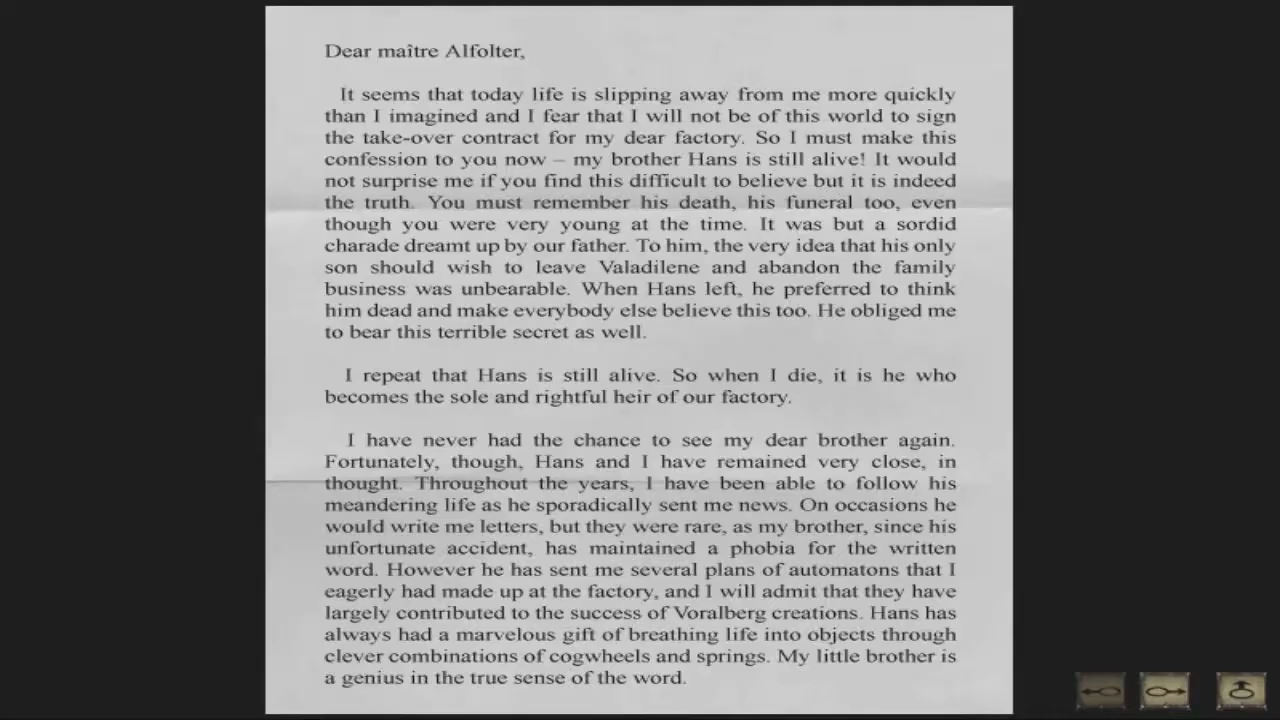 Dear maître Alfolter,
It seems that today life is slipping away from me more quickly
than I imagined and I fear that I will not be of this world to sign
the take-over contract for my dear factory. So I must make this
confession to you now – my brother Hans is still alive! It would
not surprise me if you find this difficult to believe but it is indeed
the truth. You must remember his death, his funeral too, even
though you were very young at the time. It was but a sordid
charade dreamt up by our father. To him, the very idea that his only
son should wish to leave Valadilene and abandon the family
business was unbearable. When Hans left, he preferred to think
him dead and make everybody else believe this too. He obliged me
to bear this terrible secret as well.
I repeat that Hans is still alive. So when I die, it is he who
becomes the sole and rightful heir of our factory.
I have never had the chance to see my dear brother again.
Fortunately, though, Hans and I have remained very close, in
thought. Throughout the years, I have been able to follow his
meandering life as he sporadically sent me news. On occasions he
would write me letters, but they were rare, as my brother, since his
unfortunate accident, has maintained a phobia for the written
word. However he has sent me several plans of automatons that I
eagerly had made up at the factory, and I will admit that they have
largely contributed to the success of Voralberg creations. Hans has
always had a marvelous gift of breathing life into objects through
clever combinations of cogwheels and springs. My little brother is
a genius in the true sense of the word.